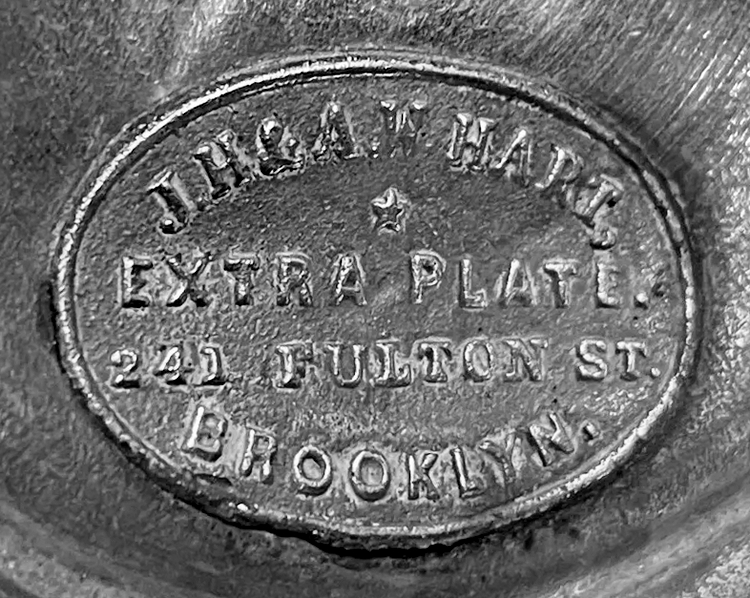 J.H & A.W HART,
EXTRA PLATE.
241 FULTON ST.
BROOKLYN.